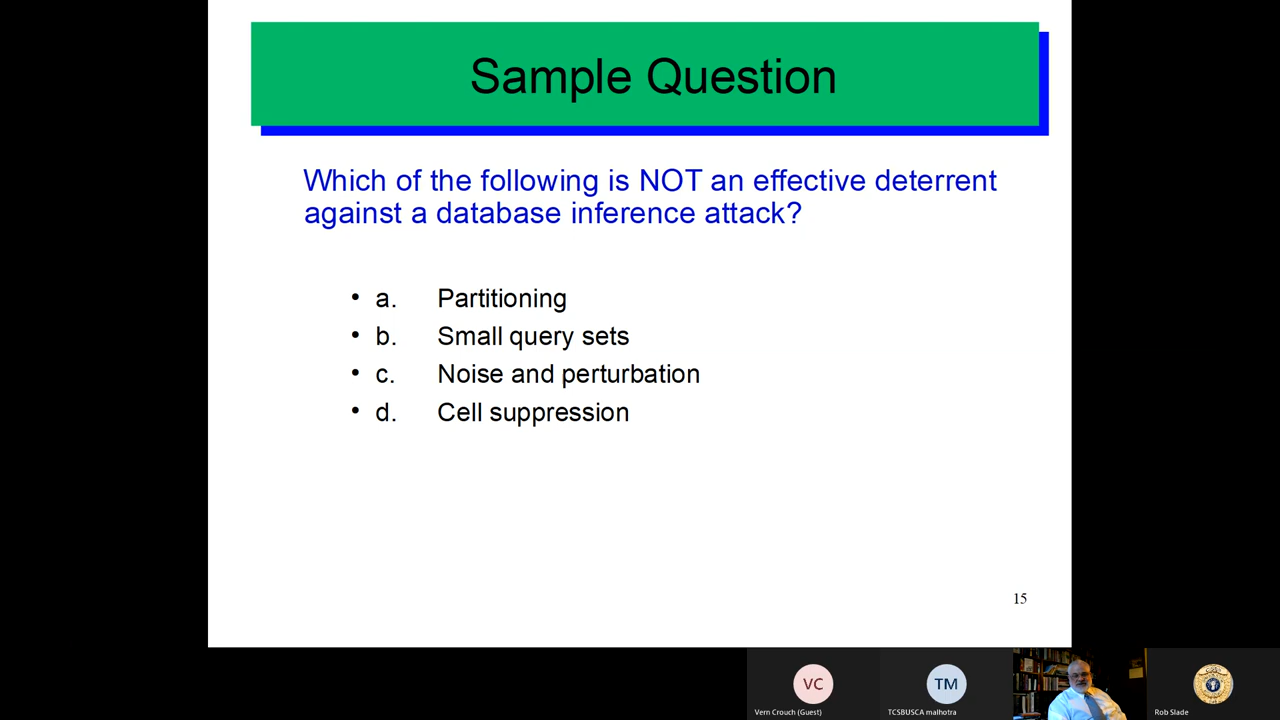 Sample Question
Which of the following is NOT an effective deterrent
against a database inference attack?
• a. Partitioning
• b. Small query sets
• c. Noise and perturbation
• d. Cell suppression
15
VC
TM
Vern Crouch (Guest)
TCSBUSCA malhotra
Rob Slade